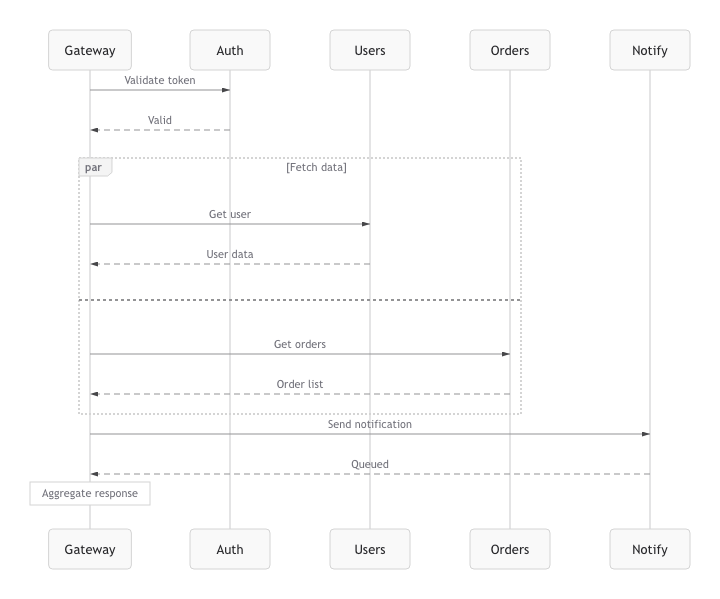 Gateway Auth Users Orders Notify
Validate token
Valid
par [Fetch data]
Get user
User data
Get orders
Order list
Send notification
Queued
Aggregate response
Gateway Auth Users Orders Notify